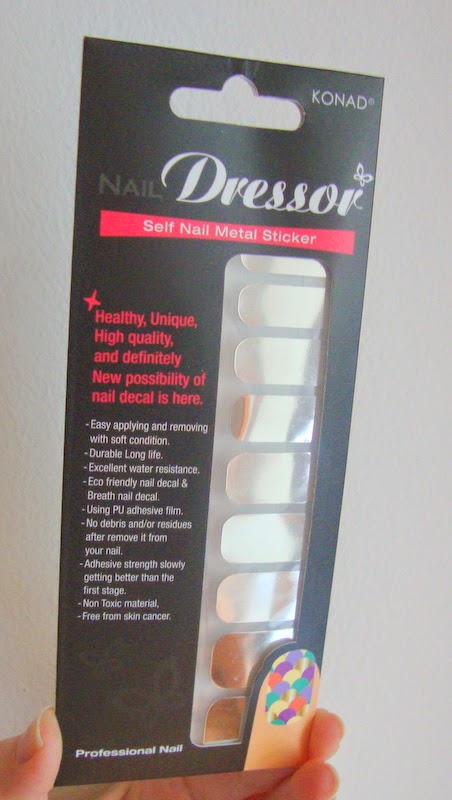 KONAD®
NAIL Dressor
Self Nail Metal Sticker
Healthy, Unique,
High quality,
and definitely
New possibility of
nail decal is here.
- Easy applying and removing
with soft condition.
- Durable Long life.
- Excellent water resistance.
- Eco friendly nail decal &
Breath nail decal.
- Using PU adhesive film.
- No debris and/or residues
after remove it from
your nail.
- Adhesive strength slowly
getting better than the
first stage.
- Non Toxic material,
- Free from skin cancer.
Professional Nail